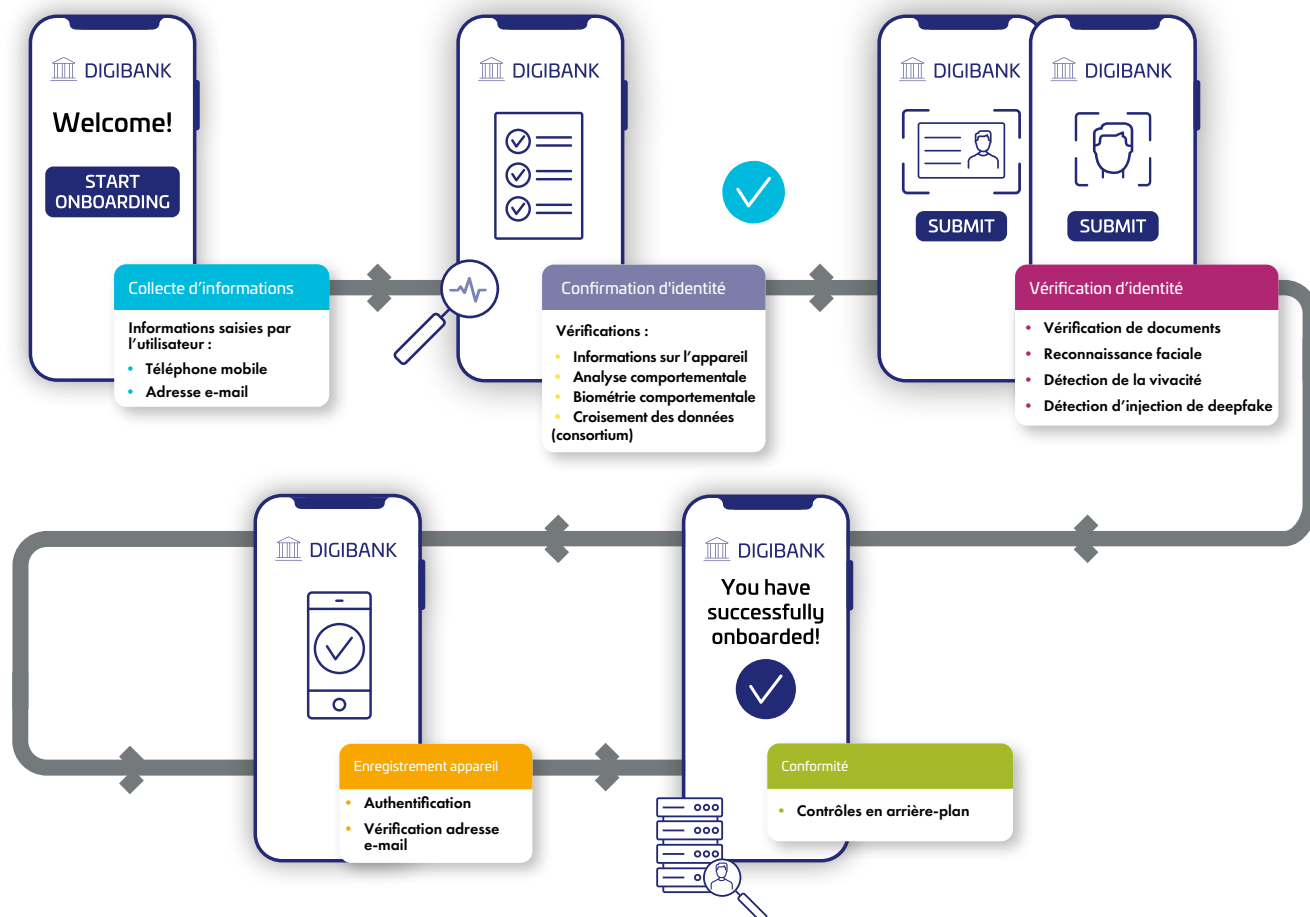 DIGIBANK
Welcome!
START
ONBOARDING
Collecte d’informations
Informations saisies par
l’utilisateur :
• Téléphone mobile
• Adresse e-mail
DIGIBANK
Confirmation d'identité
Vérifications :
• Informations sur l’appareil
• Analyse comportementale
• Biométrie comportementale
• Croisement des données
(consortium)
DIGIBANK
SUBMIT
DIGIBANK
SUBMIT
Vérification d’identité
• Vérification de documents
• Reconnaissance faciale
• Détection de la vivacité
• Détection d’injection de deepfake
DIGIBANK
Enregistrement appareil
• Authentification
• Vérification adresse
e-mail
DIGIBANK
You have
successfully
onboarded!
Conformité
• Contrôles en arrière-plan